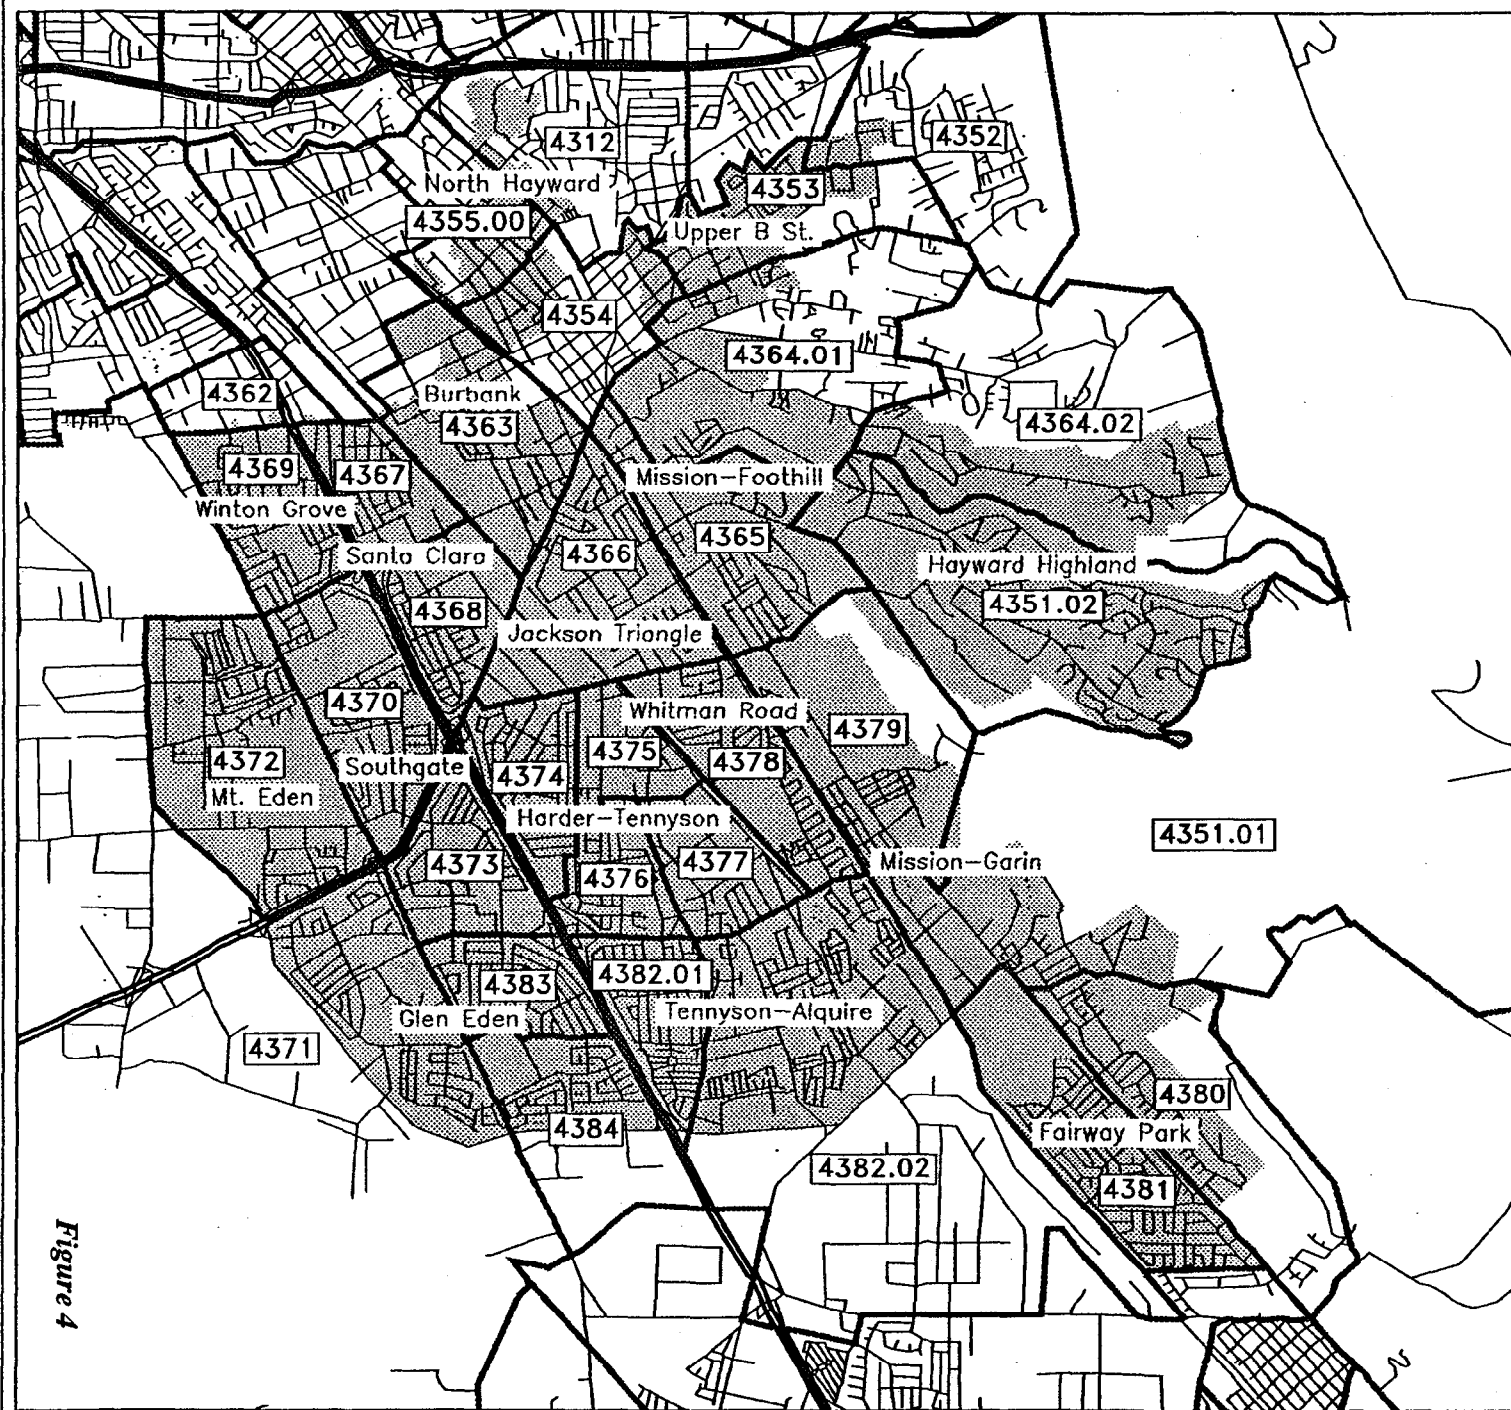 4312
4352
North Hayward
4353
4355.00
Upper B St.
4354
4364.01
4362
Burbank
4363
4364.02
4369
4367
Mission-Foothill
Winton Grove
4365
Santa Clara
4366
Hayward Highland
4368
4351.02
Jackson Triangle
4370
Whitman Road
4379
4372
Southgate
4374
4375
4378
Mt. Eden
Harder-Tennyson
4351.01
4373
4376
4377
Mission-Garin
4383
4382.01
Glen Eden
Tennyson-Alquire
4371
4380
4384
Fairway Park
4382.02
4381
Figure 4